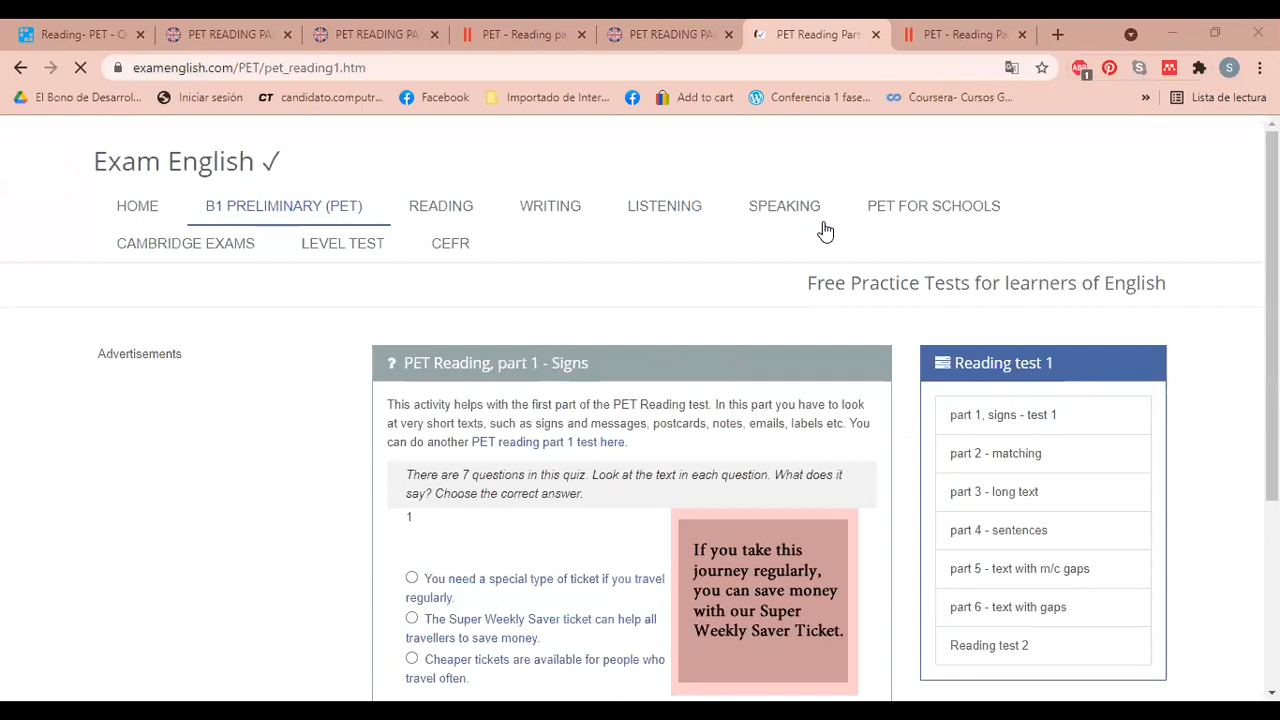 Reading- PET - Q
PET READING PA
PET READING PA
PET - Reading pa
PET READING PA
PET Reading Part
PET - Reading Pa
examenglish.com/PET/pet_reading1.htm
ABP
1
S
El Bono de Desarrol...
Iniciar sesión
CT candidato.computr...
Facebook
Importado de Inter...
Add to cart
Conferencia 1 fase...
Coursera- Cursos G...
»
Lista de lectura
Exam English ✓
HOME
B1 PRELIMINARY (PET)
READING
WRITING
LISTENING
SPEAKING
PET FOR SCHOOLS
CAMBRIDGE EXAMS
LEVEL TEST
CEFR
Free Practice Tests for learners of English
Advertisements
? PET Reading, part 1 - Signs
This activity helps with the first part of the PET Reading test. In this part you have to look
at very short texts, such as signs and messages, postcards, notes, emails, labels etc. You
can do another PET reading part 1 test here.
There are 7 questions in this quiz. Look at the text in each question. What does it
say? Choose the correct answer.
1
You need a special type of ticket if you travel
regularly.
The Super Weekly Saver ticket can help all
travellers to save money.
Cheaper tickets are available for people who
travel often.
If you take this
journey regularly,
you can save money
with our Super
Weekly Saver Ticket.
Reading test 1
part 1, signs - test 1
part 2 - matching
part 3 - long text
part 4 - sentences
part 5 - text with m/c gaps
part 6 - text with gaps
Reading test 2